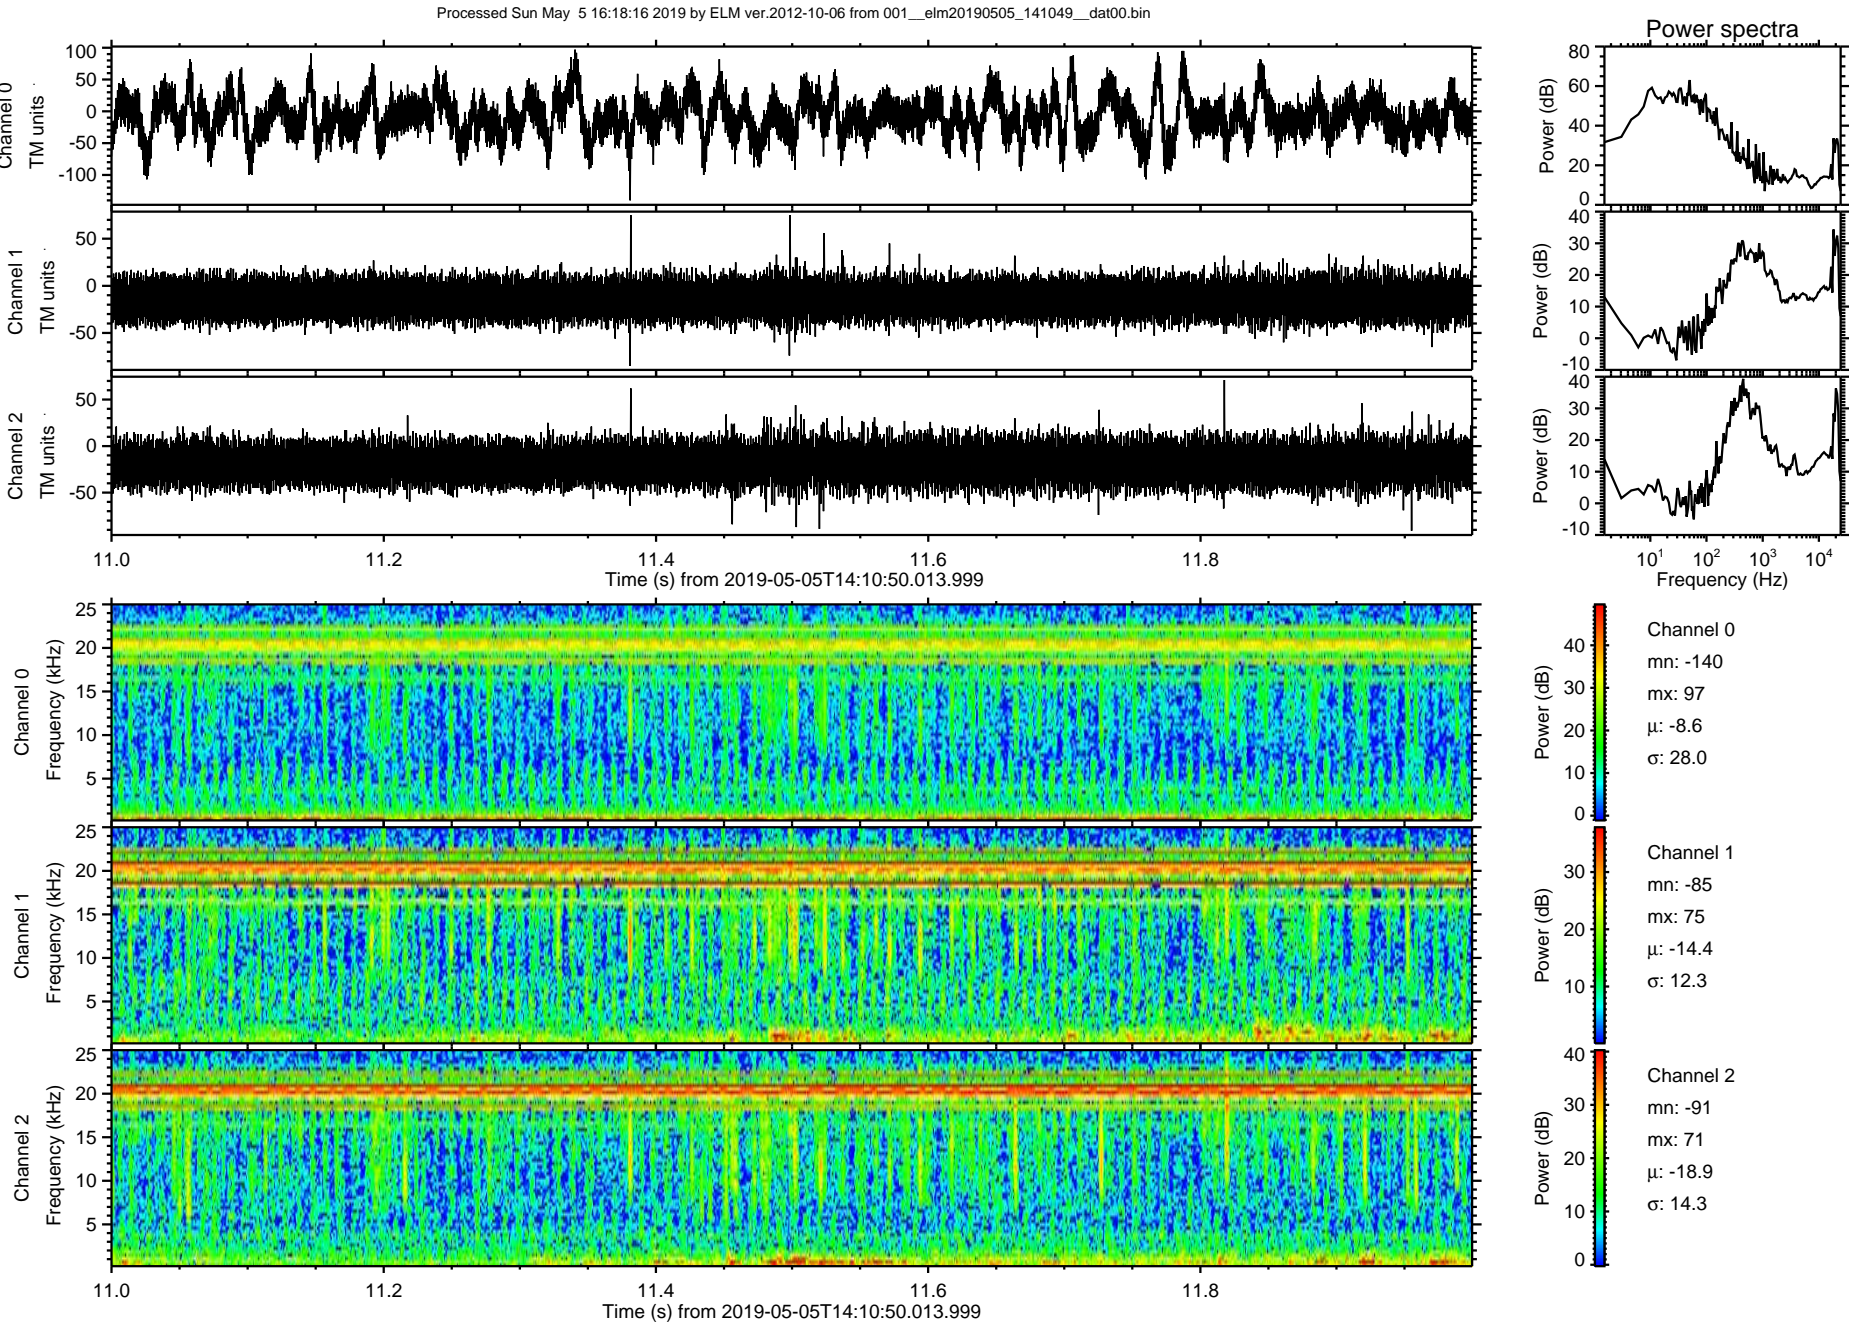 Processed Sun May 5 16:18:16 2019 by ELM ver.2012-10-06 from 001__elm20190505_141049__dat00.bin
Power spectra
Channel 0
TM units
100
50
0
-50
-100
Power (dB)
80
60
40
20
0
Channel 1
TM units
50
0
-50
Power (dB)
40
30
20
10
0
-10
Channel 2
TM units
50
0
-50
Power (dB)
40
30
20
10
0
-10
11.0 11.2 11.4 11.6 11.8
Time (s) from 2019-05-05T14:10:50.013.999
10^1 10^2 10^3 10^4
Frequency (Hz)
Channel 0
Frequency (kHz)
25
20
15
10
5
Power (dB)
40
30
20
10
0
Channel 0
mn: -140
mx: 97
μ: -8.6
σ: 28.0
Channel 1
Frequency (kHz)
25
20
15
10
5
Power (dB)
30
20
10
Channel 1
mn: -85
mx: 75
μ: -14.4
σ: 12.3
Channel 2
Frequency (kHz)
25
20
15
10
5
Power (dB)
40
30
20
10
0
Channel 2
mn: -91
mx: 71
μ: -18.9
σ: 14.3
11.0 11.2 11.4 11.6 11.8
Time (s) from 2019-05-05T14:10:50.013.999